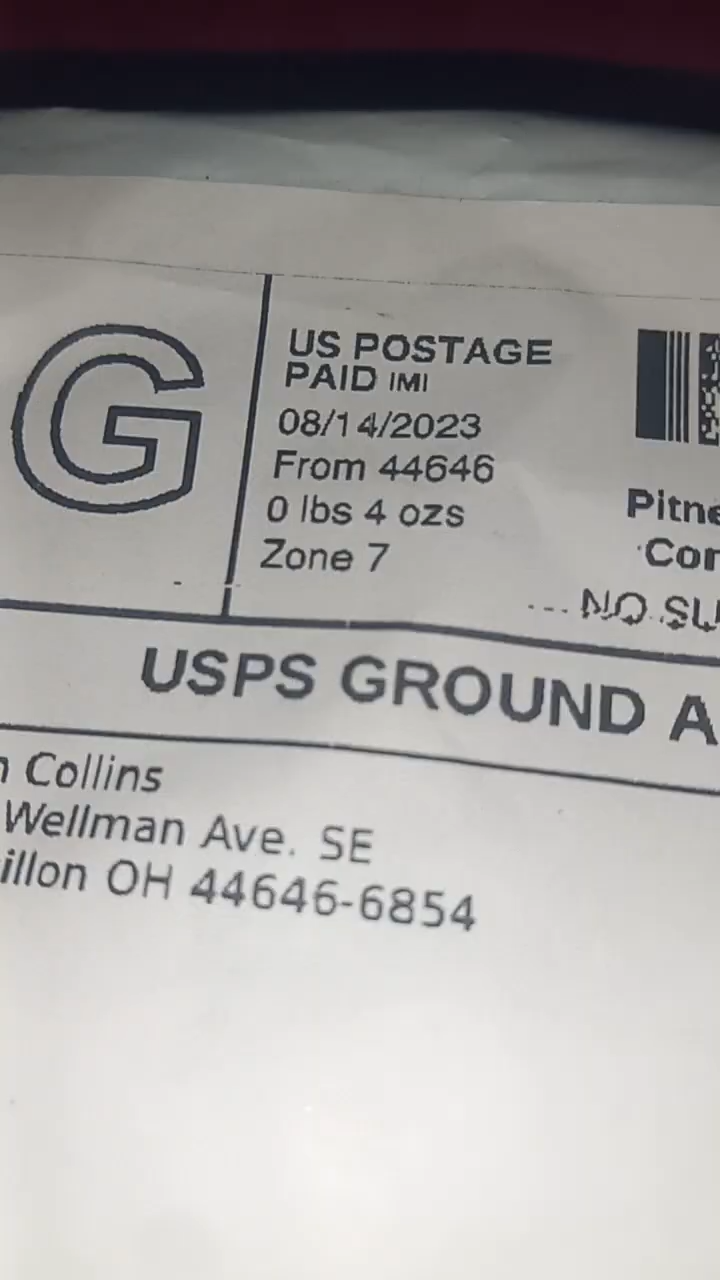 G
US POSTAGE
PAID IMI
08/14/2023
From 44646
0 lbs 4 ozs
Zone 7
USPS GROUND A
Collins
Wellman Ave. SE
OH 44646-6854
Pitne
Cor
NO SU